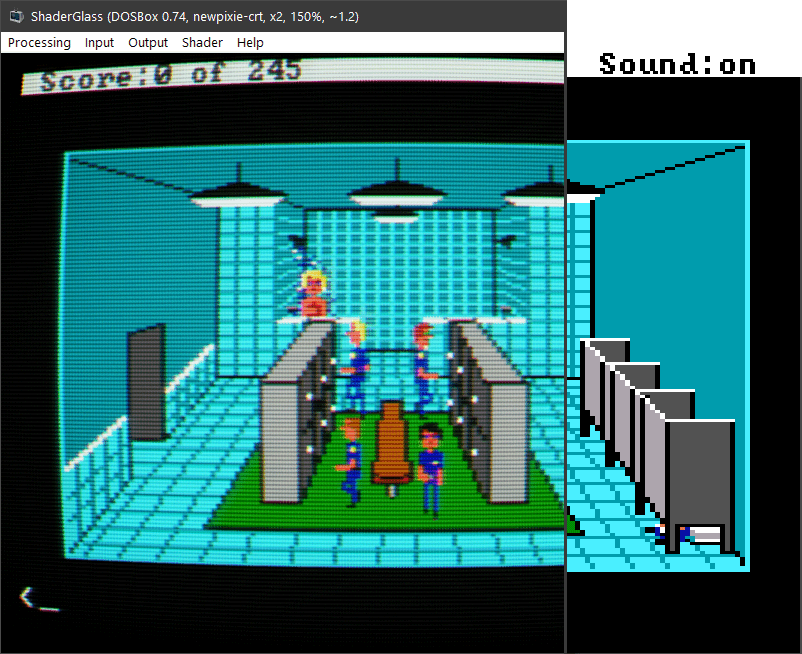 ShaderGlass (DOSBox 0.74, newpixie-crt, x2, 150%, ~1.2)
Processing Input Output Shader Help
Score:0 of 245
Sound:on
<_